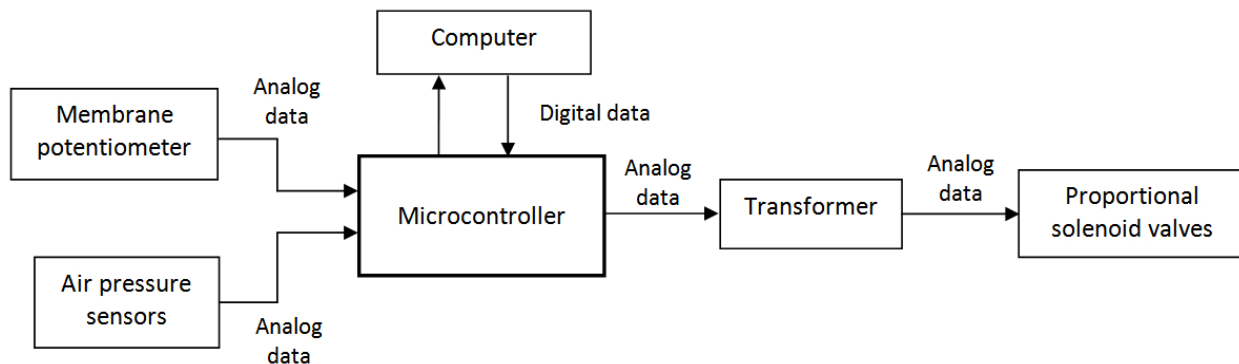 Computer
Analog
data
Membrane
potentiometer
Digital data
Microcontroller
Analog
data
Transformer
Analog
data
Proportional
solenoid valves
Air pressure
sensors
Analog
data